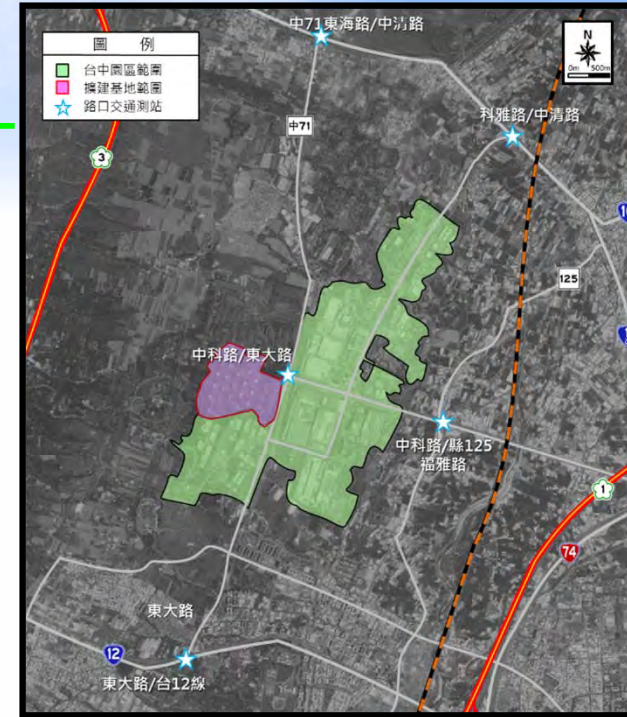 圖 例
台中園區範圍
擴建基地範圍
路口交通測站
N
0m 500m
中71東海路/中清路
科雅路/中清路
中71
3
125
中科路/東大路
中科路/縣125
福雅路
1
74
東大路
12
東大路/台12線